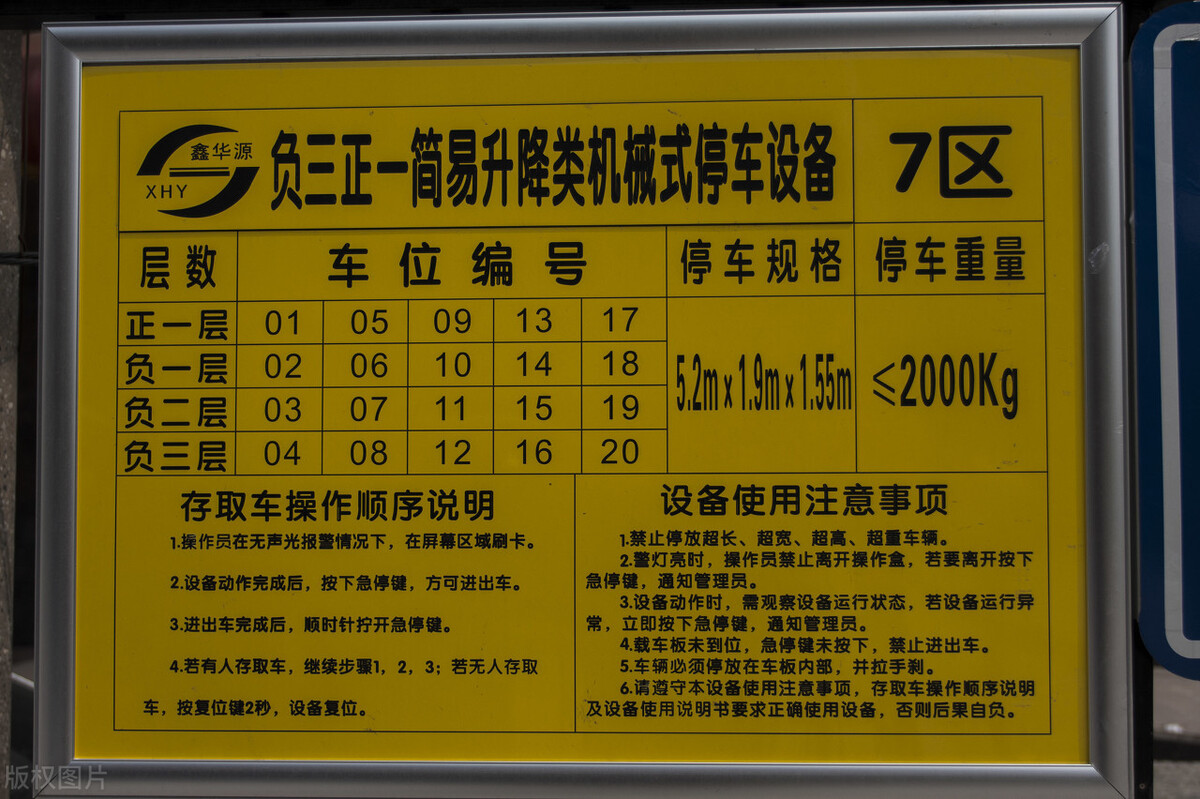 鑫华源
XHY
负三正一简易升降类机械式停车设备
7区
层数 车位编号 停车规格 停车重量
正一层 01 05 09 13 17
负一层 02 06 10 14 18
负二层 03 07 11 15 19
负三层 04 08 12 16 20
5.2m x 1.9m x 1.55m
≤2000Kg
存取车操作顺序说明
1.操作员在无声光报警情况下，在屏幕区域刷卡。
2.设备动作完成后，按下急停键，方可进出车。
3.进出车完成后，顺时针拧开急停键。
4.若有人存取车，继续步骤1，2，3；若无人存取
车，按复位键2秒，设备复位。
设备使用注意事项
1.禁止停放超长、超宽、超高、超重车辆。
2.警灯亮时，操作员禁止离开操作盒，若要离开按下
急停键，通知管理员。
3.设备动作时，需观察设备运行状态，若设备运行异
常，立即按下急停键，通知管理员。
4.载车板未到位，急停键未按下，禁止进出车。
5.车辆必须停放在车板内部，并拉手刹。
6.请遵守本设备使用注意事项，存取车操作顺序说明
及设备使用说明书要求正确使用设备，否则后果自负。
版权图片